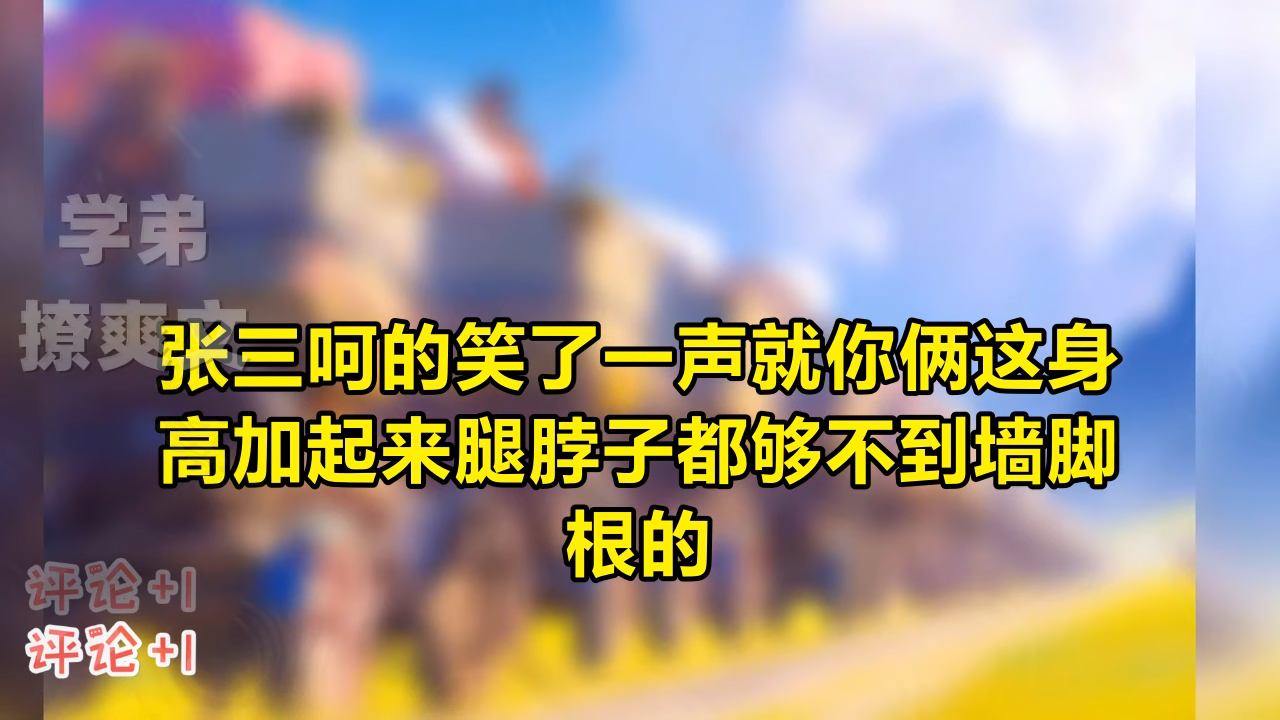 学弟
撩爽文
张三呵的笑了一声就你俩这身
高加起来腿脖子都够不到墙脚
根的
评论+1
评论+1